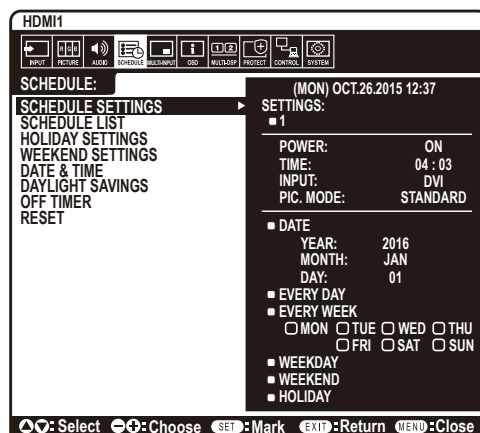 HDMI1
INPUT RGB PICTURE AUDIO SCHEDULE MULTI-INPUT OSD 1 2 MULTI-DSP PROTECT CONTROL SYSTEM
SCHEDULE:
SCHEDULE SETTINGS
SCHEDULE LIST
HOLIDAY SETTINGS
WEEKEND SETTINGS
DATE & TIME
DAYLIGHT SAVINGS
OFF TIMER
RESET
(MON) OCT.26.2015 12:37
SETTINGS:
1
POWER: ON
TIME: 04 : 03
INPUT: DVI
PIC. MODE: STANDARD
DATE
YEAR: 2016
MONTH: JAN
DAY: 01
EVERY DAY
EVERY WEEK
MON TUE WED THU
FRI SAT SUN
WEEKDAY
WEEKEND
HOLIDAY
:Select :Choose SET :Mark EXIT :Return MENU :Close